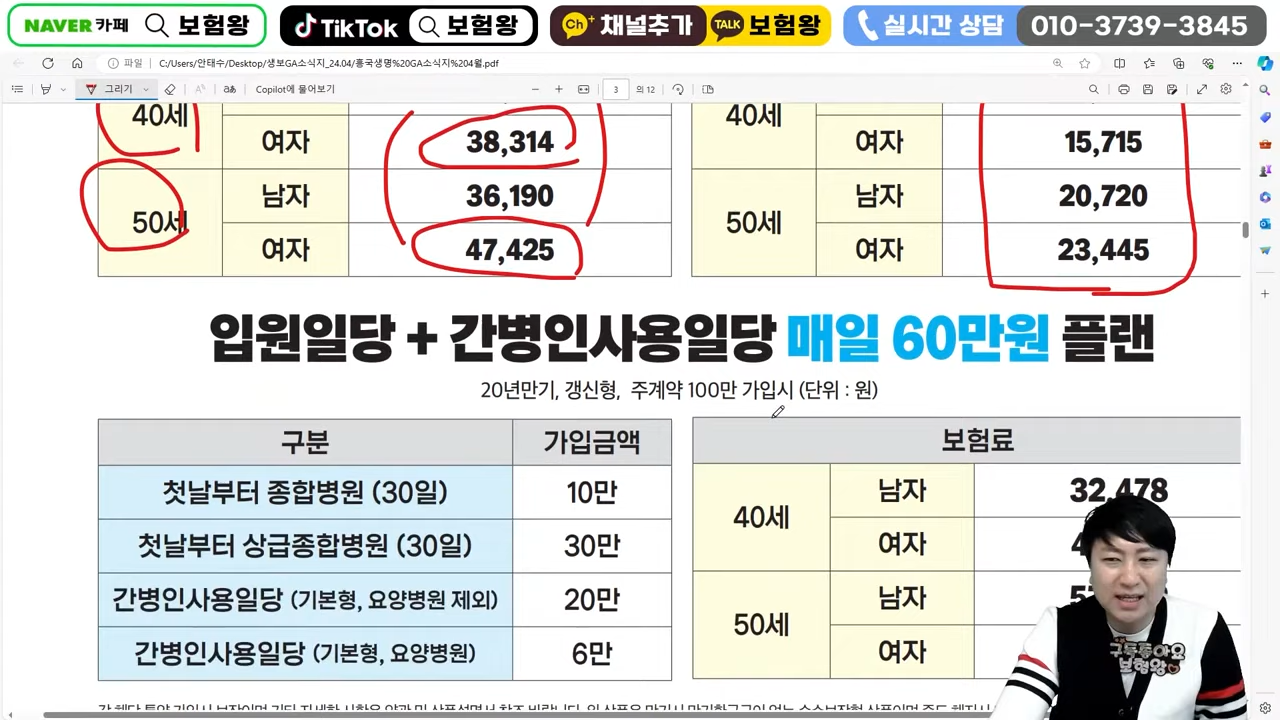 NAVER 카페 보험왕 TikTok 보험왕 Ch+ 채널추가 TALK 보험왕 실시간 상담 010-3739-3845
파일 C:/Users/안태수/Desktop/생보GA소식지_24.04/흥국생명%20GA소식지%204월.pdf
그리기 aあ Copilot에 물어보기 3 의 12
40세 40세
여자 38,314 여자 15,715
50세 남자 36,190 50세 남자 20,720
여자 47,425 여자 23,445
입원일당 + 간병인사용일당 매일 60만원 플랜
20년만기, 갱신형, 주계약 100만 가입시 (단위 : 원)
구분 가입금액 보험료
첫날부터 종합병원 (30일) 10만 40세 남자 32,478
첫날부터 상급종합병원 (30일) 30만 여자
간병인사용일당 (기본형, 요양병원 제외) 20만 50세 남자
간병인사용일당 (기본형, 요양병원) 6만 여자
구독좋아요
보험왕